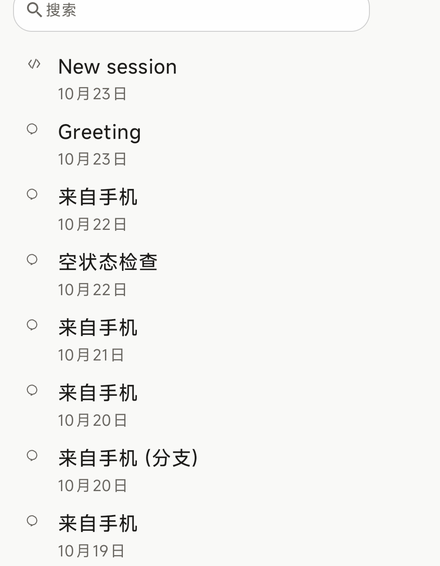 搜索
New session
10月23日
Greeting
10月23日
来自手机
10月22日
空状态检查
10月22日
来自手机
10月21日
来自手机
10月20日
来自手机 (分支)
10月20日
来自手机
10月19日